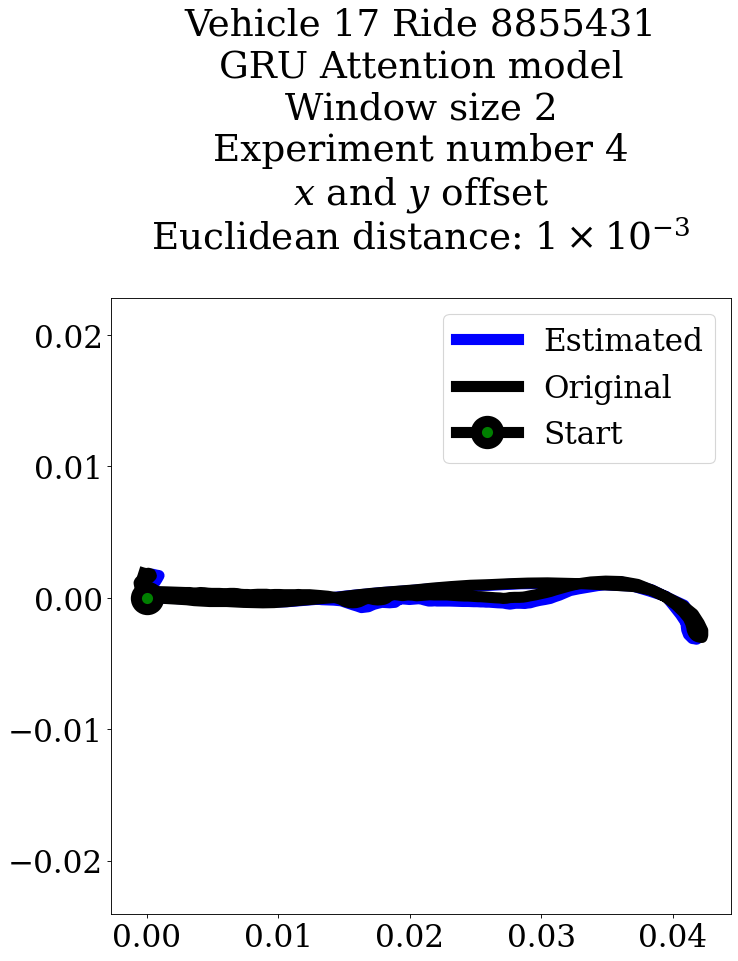 Vehicle 17 Ride 8855431
GRU Attention model
Window size 2
Experiment number 4
x and y offset
Euclidean distance: 1 × 10⁻³
0.02
0.01
0.00
−0.01
−0.02
Estimated
Original
Start
0.00 0.01 0.02 0.03 0.04